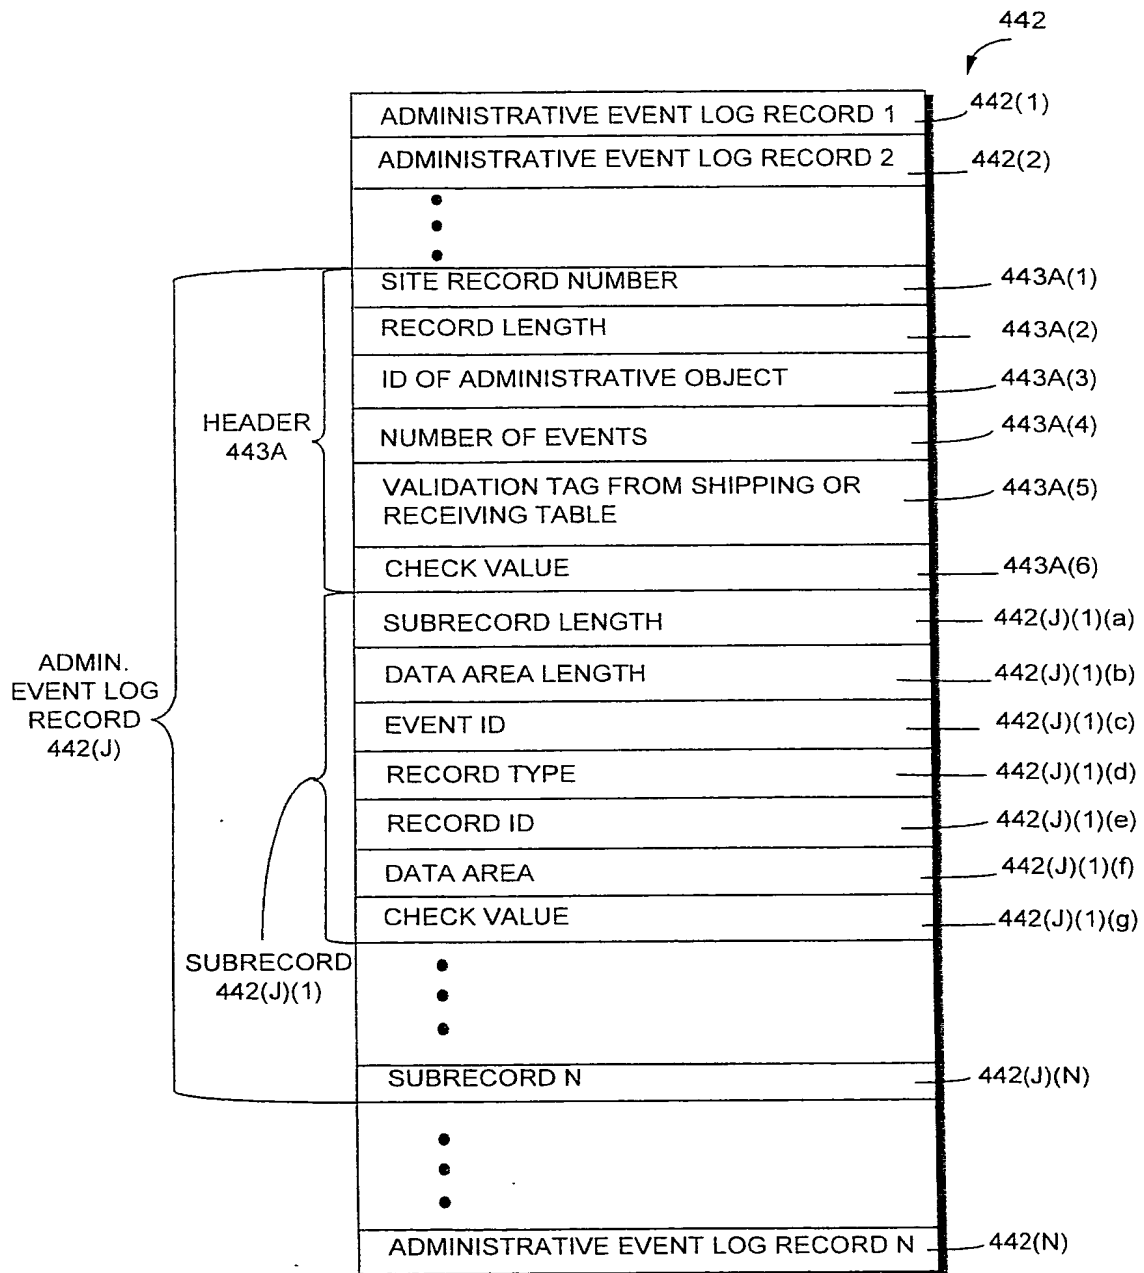 442
ADMINISTRATIVE EVENT LOG RECORD 1
442(1)
ADMINISTRATIVE EVENT LOG RECORD 2
442(2)
SITE RECORD NUMBER
443A(1)
RECORD LENGTH
443A(2)
ID OF ADMINISTRATIVE OBJECT
443A(3)
HEADER
443A
NUMBER OF EVENTS
443A(4)
VALIDATION TAG FROM SHIPPING OR
RECEIVING TABLE
443A(5)
CHECK VALUE
443A(6)
SUBRECORD LENGTH
442(J)(1)(a)
ADMIN.
EVENT LOG
RECORD
442(J)
DATA AREA LENGTH
442(J)(1)(b)
EVENT ID
442(J)(1)(c)
RECORD TYPE
442(J)(1)(d)
RECORD ID
442(J)(1)(e)
DATA AREA
442(J)(1)(f)
CHECK VALUE
442(J)(1)(g)
SUBRECORD
442(J)(1)
SUBRECORD N
442(J)(N)
ADMINISTRATIVE EVENT LOG RECORD N
442(N)